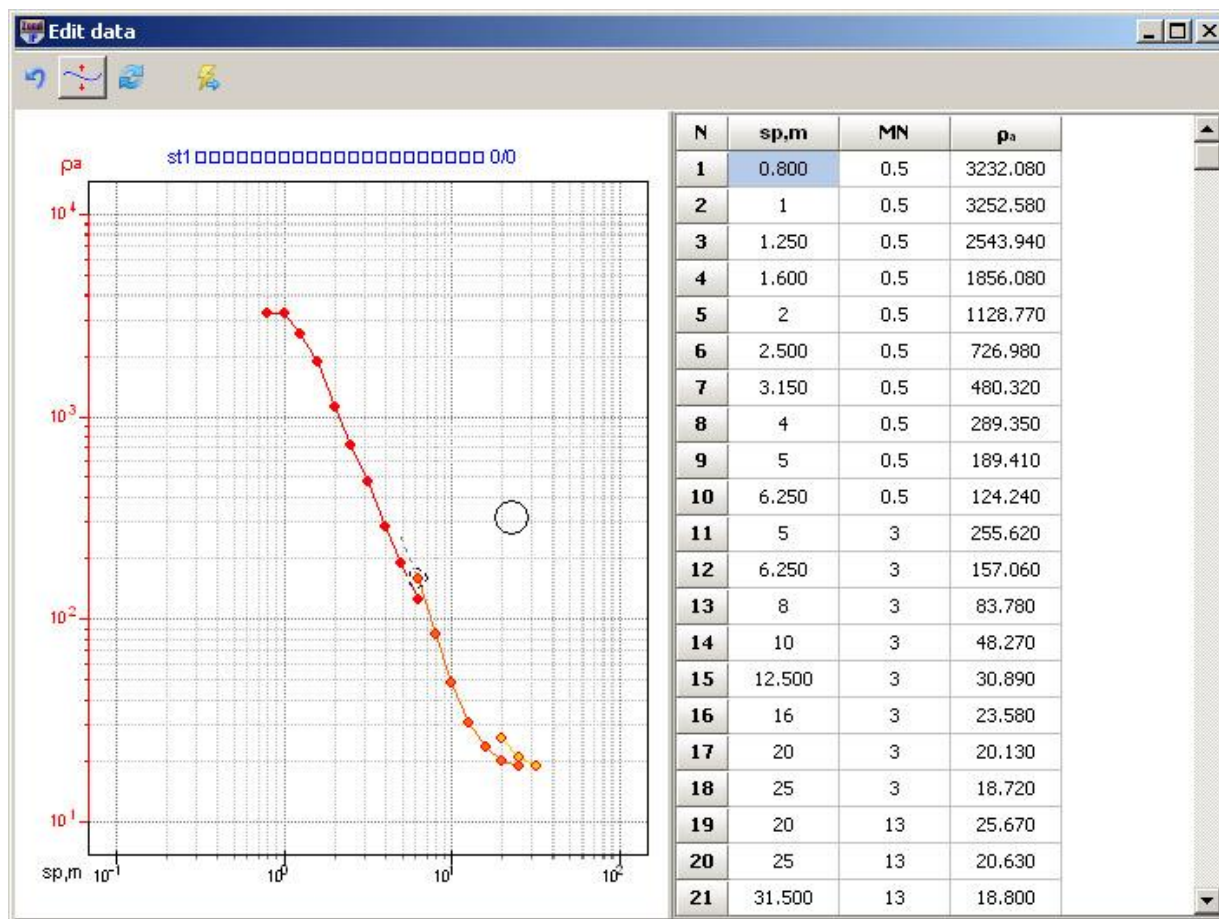 Edit data
st1 □□□□□□□□□□□□□□□□□□□□□ 0/0
ρa
10⁴
10³
10²
10¹
sp,m 10⁻¹ 10⁰ 10¹ 10²
N sp,m MN ρa
1 0.800 0.5 3232.080
2 1 0.5 3252.580
3 1.250 0.5 2543.940
4 1.600 0.5 1856.080
5 2 0.5 1128.770
6 2.500 0.5 726.980
7 3.150 0.5 480.320
8 4 0.5 289.350
9 5 0.5 189.410
10 6.250 0.5 124.240
11 5 3 255.620
12 6.250 3 157.060
13 8 3 83.780
14 10 3 48.270
15 12.500 3 30.890
16 16 3 23.580
17 20 3 20.130
18 25 3 18.720
19 20 13 25.670
20 25 13 20.630
21 31.500 13 18.800